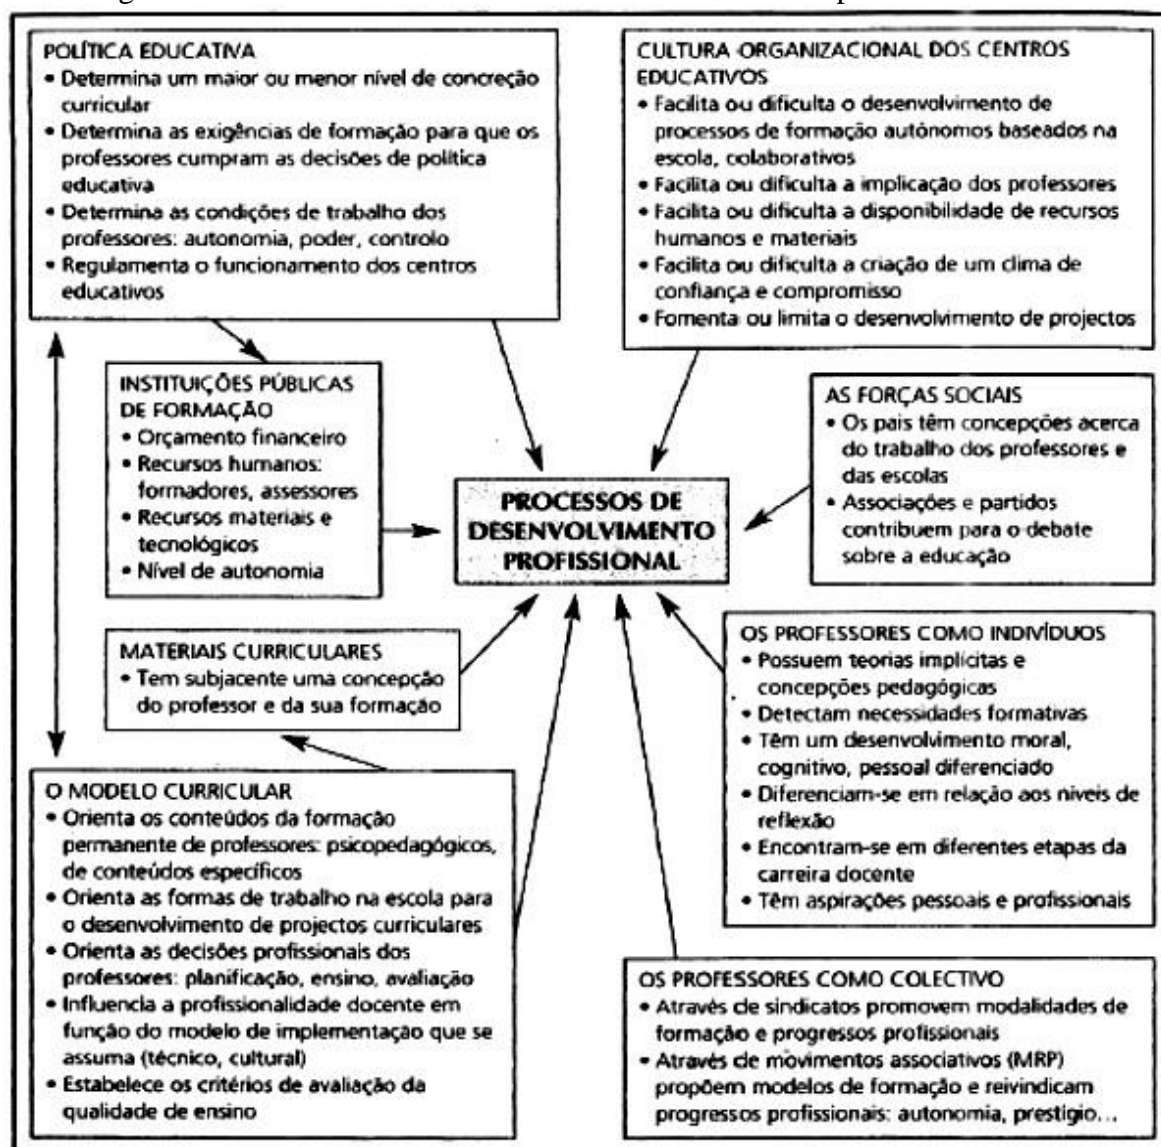 POLÍTICA EDUCATIVA
• Determina um maior ou menor nível de concreção
curricular
• Determina as exigências de formação para que os
professores cumpram as decisões de política
educativa
• Determina as condições de trabalho dos
professores: autonomia, poder, controlo
• Regulamenta o funcionamento dos centros
educativos
CULTURA ORGANIZACIONAL DOS CENTROS
EDUCATIVOS
• Facilita ou dificulta o desenvolvimento de
processos de formação autónomos baseados na
escola, colaborativos
• Facilita ou dificulta a implicação dos professores
• Facilita ou dificulta a disponibilidade de recursos
humanos e materiais
• Facilita ou dificulta a criação de um clima de
confiança e compromisso
• Fomenta ou limita o desenvolvimento de projectos
INSTITUIÇÕES PÚBLICAS
DE FORMAÇÃO
• Orçamento financeiro
• Recursos humanos:
formadores, assessores
• Recursos materiais e
tecnológicos
• Nível de autonomia
PROCESSOS DE
DESENVOLVIMENTO
PROFISSIONAL
AS FORÇAS SOCIAIS
• Os pais têm concepções acerca
do trabalho dos professores e
das escolas
• Associações e partidos
contribuem para o debate
sobre a educação
MATERIAIS CURRICULARES
• Tem subjacente uma concepção
do professor e da sua formação
OS PROFESSORES COMO INDIVÍDUOS
• Possuem teorias implícitas e
concepções pedagógicas
• Detectam necessidades formativas
• Têm um desenvolvimento moral,
cognitivo, pessoal diferenciado
• Diferenciam-se em relação aos níveis de
reflexão
• Encontram-se em diferentes etapas da
carreira docente
• Têm aspirações pessoais e profissionais
O MODELO CURRICULAR
• Orienta os conteúdos da formação
permanente de professores: psicopedagógicos,
de conteúdos específicos
• Orienta as formas de trabalho na escola para
o desenvolvimento de projectos curriculares
• Orienta as decisões profissionais dos
professores: planificação, ensino, avaliação
• Influencia a profissionalidade docente em
função do modelo de implementação que se
assuma (técnico, cultural)
• Estabelece os critérios de avaliação da
qualidade de ensino
OS PROFESSORES COMO COLECTIVO
• Através de sindicatos promovem modalidades de
formação e progressos profissionais
• Através de movimentos associativos (MRP)
propõem modelos de formação e reivindicam
progressos profissionais: autonomia, prestígio...